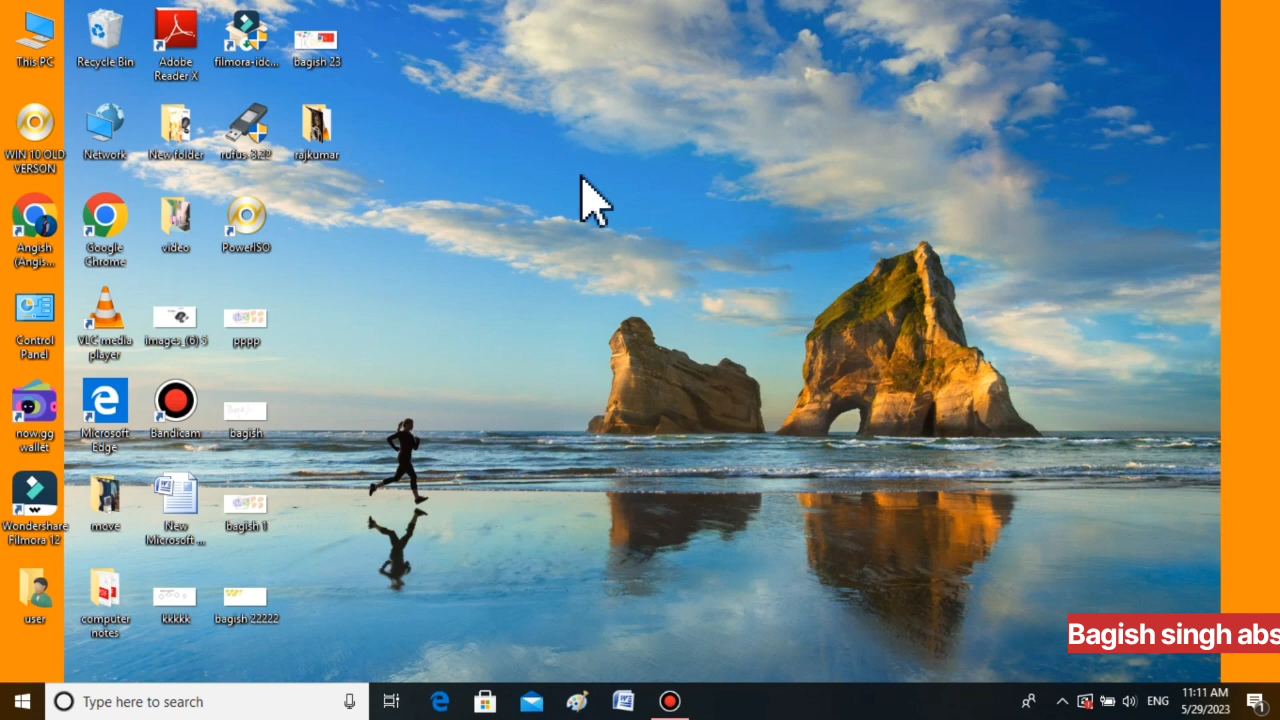 This PC
Recycle Bin
Adobe
Reader X
filmora-idc...
bagish 23
WIN 10 OLD
VERSON
Network
New folder
rufus-3.22
rajkumar
Angish
(Angis...
Google
Chrome
video
PowerISO
Control
Panel
VLC media
player
images_(6) 5
pppp
now.gg
wallet
Microsoft
Edge
Bandicam
bagish
Wondershare
Filmora 12
move
New
Microsoft ...
bagish 1
user
computer
notes
kkkkk
bagish 22222
Bagish singh abs
Type here to search
ENG
11:11 AM
5/29/2023
1